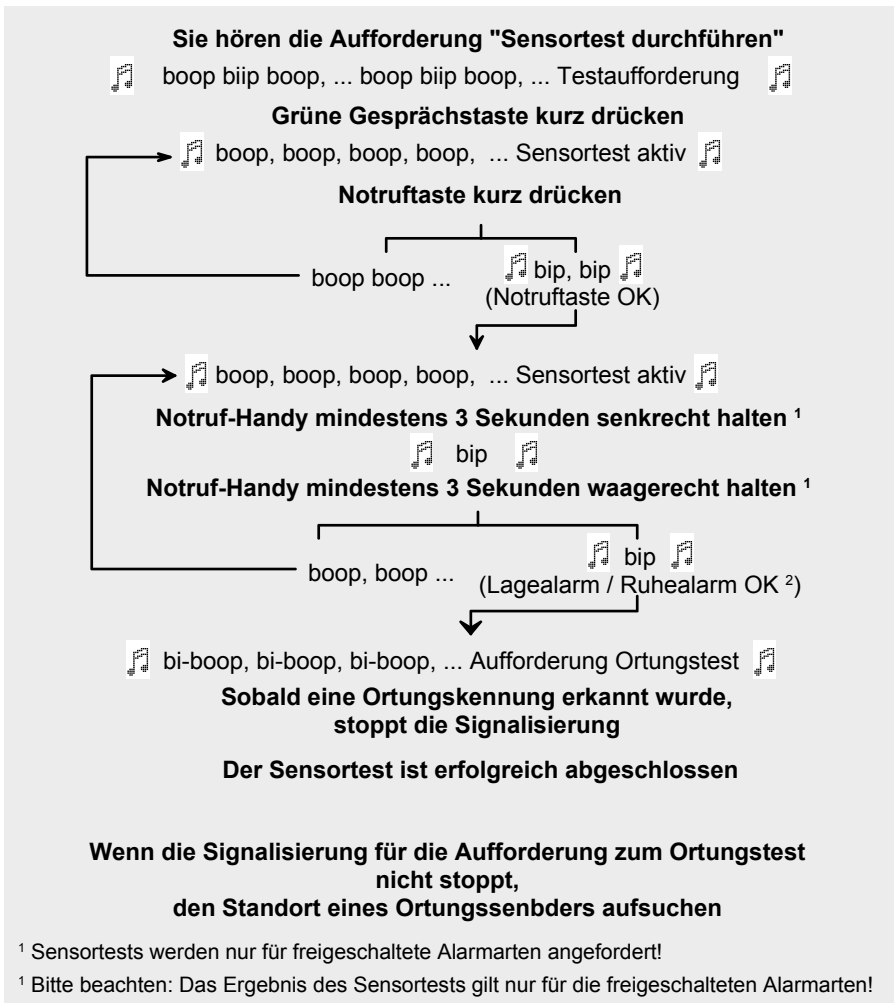 Sie hören die Aufforderung "Sensortest durchführen"
boop biip boop, ... boop biip boop, ... Testaufforderung
Grüne Gesprächstaste kurz drücken
boop, boop, boop, boop, ... Sensortest aktiv
Notruftaste kurz drücken
boop boop ...
bip, bip
(Notruftaste OK)
boop, boop, boop, boop, ... Sensortest aktiv
Notruf-Handy mindestens 3 Sekunden senkrecht halten ¹
bip
Notruf-Handy mindestens 3 Sekunden waagerecht halten ¹
boop, boop ...
bip
(Lagealarm / Ruhealarm OK ²)
bi-boop, bi-boop, bi-boop, ... Aufforderung Ortungstest
Sobald eine Ortungskennung erkannt wurde,
stoppt die Signalisierung
Der Sensortest ist erfolgreich abgeschlossen
Wenn die Signalisierung für die Aufforderung zum Ortungstest
nicht stoppt,
den Standort eines Ortungssenbders aufsuchen
¹ Sensortests werden nur für freigeschaltete Alarmarten angefordert!
¹ Bitte beachten: Das Ergebnis des Sensortests gilt nur für die freigeschalteten Alarmarten!